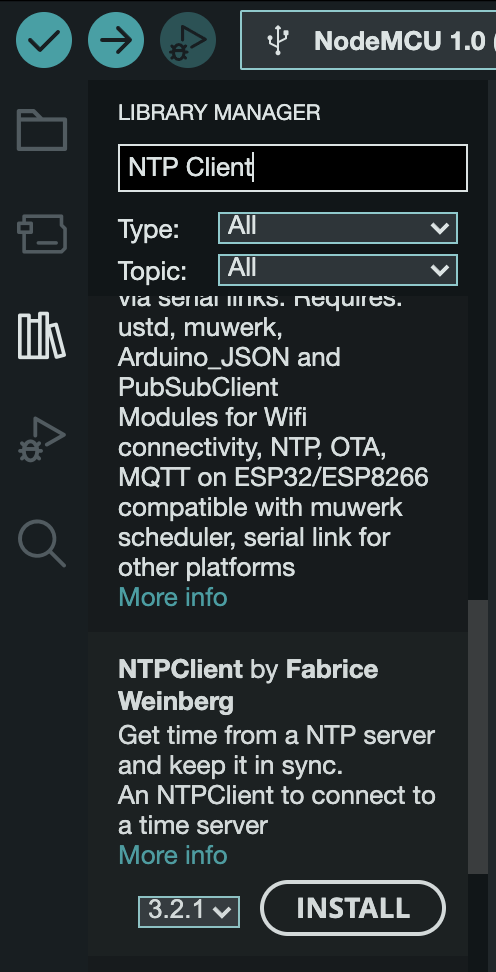 NodeMCU 1.0 (
LIBRARY MANAGER
NTP Client
Type: All
Topic: All
via serial links. Requires:
ustd, muwerk,
Arduino_JSON and
PubSubClient
Modules for Wifi
connectivity, NTP, OTA,
MQTT on ESP32/ESP8266
compatible with muwerk
scheduler, serial link for
other platforms
More info
NTPClient by Fabrice
Weinberg
Get time from a NTP server
and keep it in sync.
An NTPClient to connect to
a time server
More info
3.2.1 INSTALL